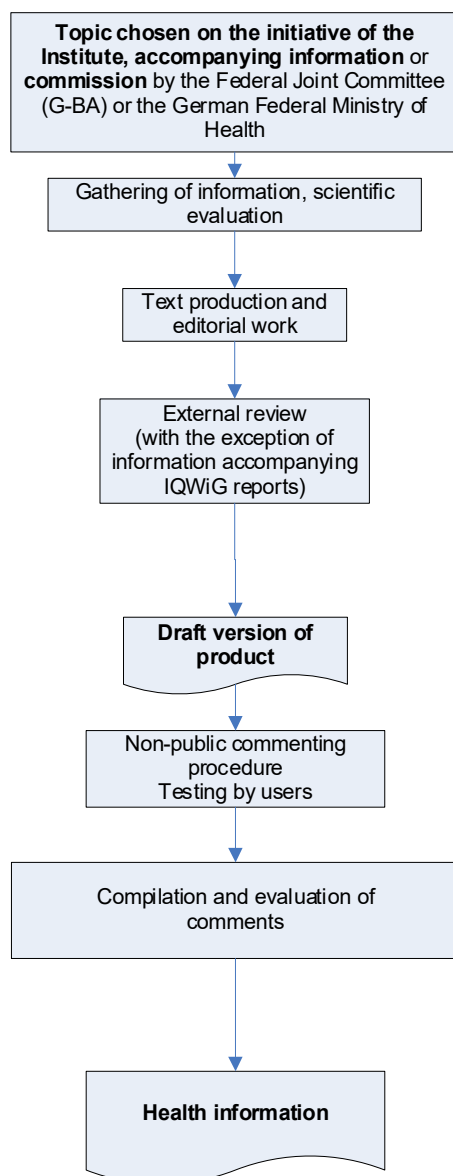 Topic chosen on the initiative of the
Institute, accompanying information or
commission by the Federal Joint Committee
(G-BA) or the German Federal Ministry of
Health
Gathering of information, scientific
evaluation
Text production and
editorial work
External review
(with the exception of
information accompanying
IQWiG reports)
Draft version of
product
Non-public commenting
procedure
Testing by users
Compilation and evaluation of
comments
Health information